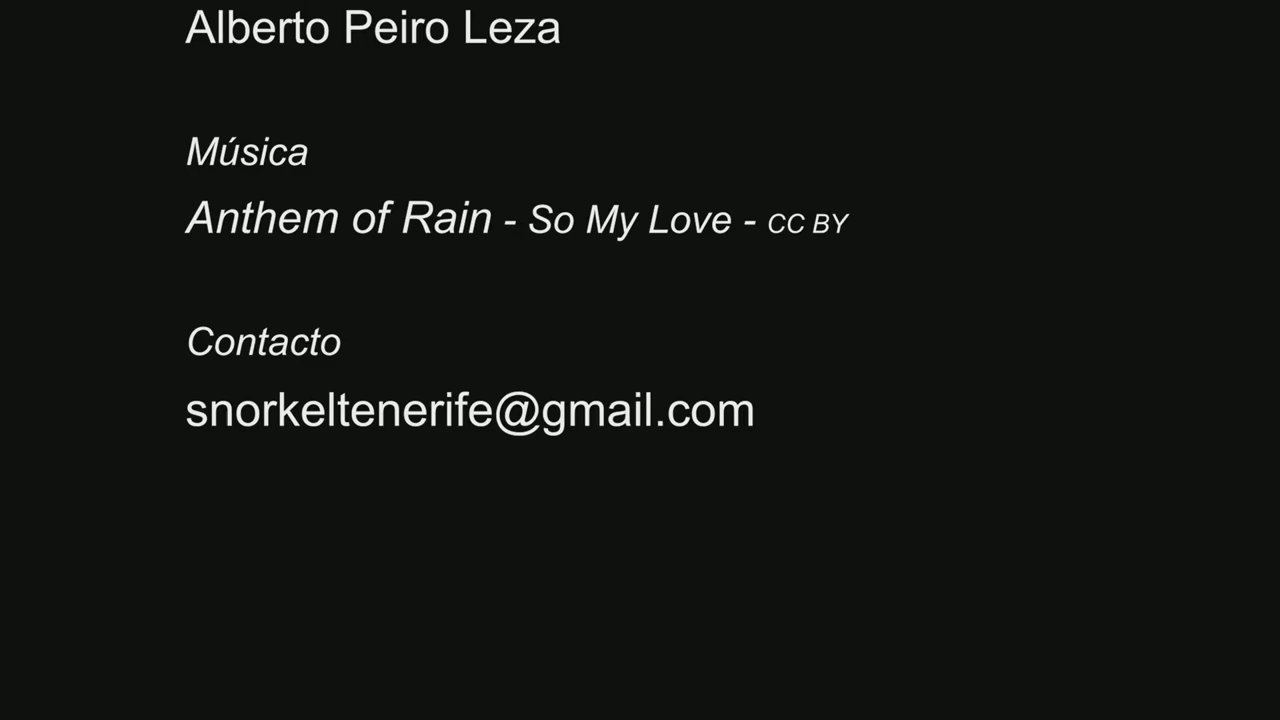 Alberto Peiro Leza
Música
Anthem of Rain - So My Love - CC BY
Contacto
snorkeltenerife@gmail.com